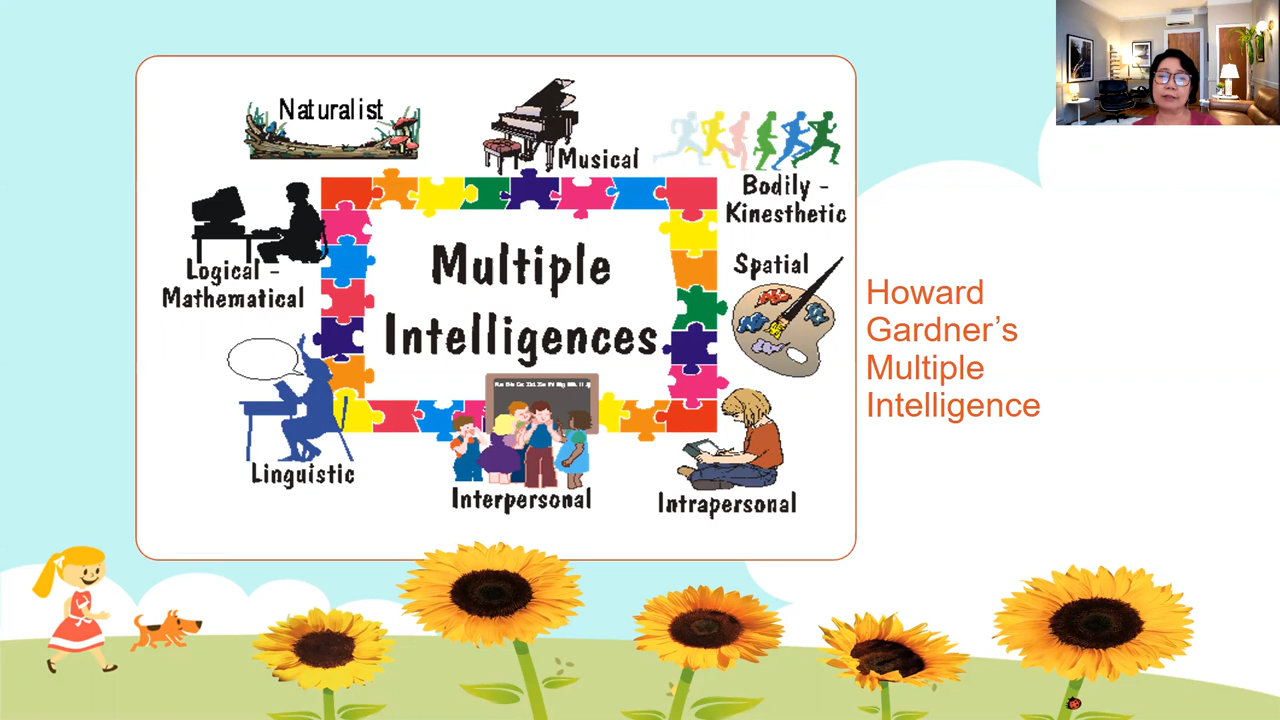 Naturalist
Musical
Bodily -
Kinesthetic
Logical -
Mathematical
Multiple
Intelligences
Spatial
Linguistic
Interpersonal
Intrapersonal
Howard
Gardner’s
Multiple
Intelligence